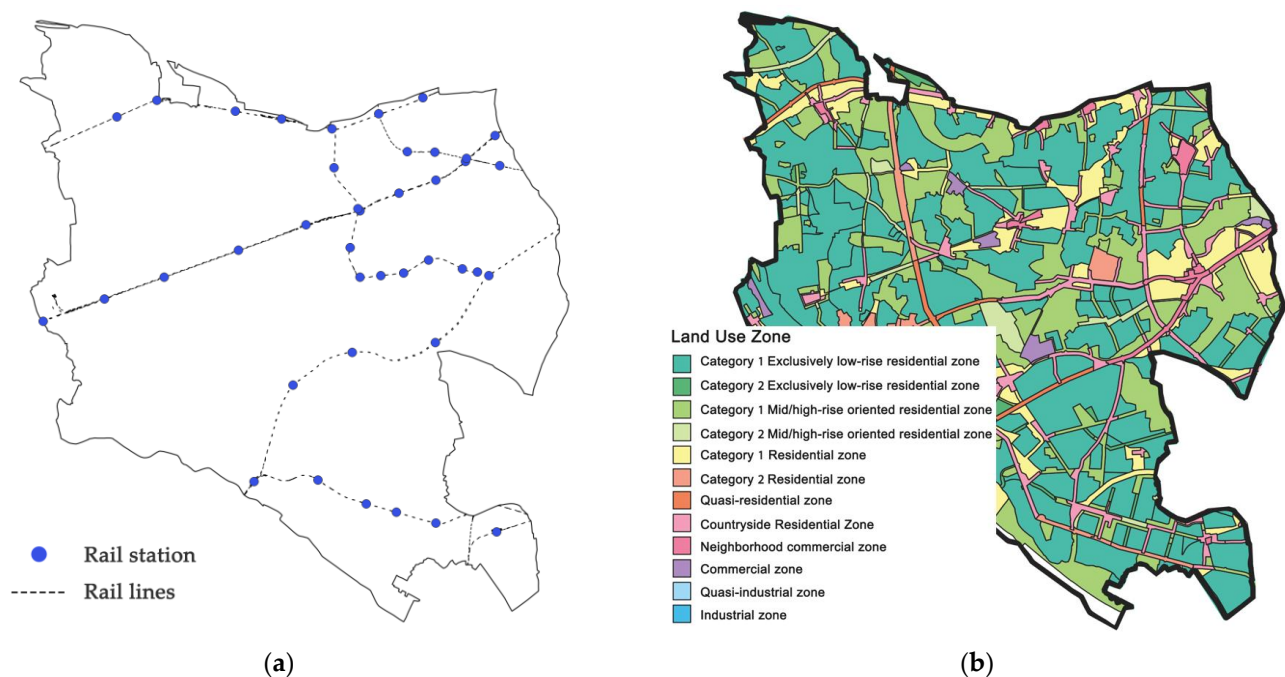 Rail station
Rail lines
(a)
Land Use Zone
Category 1 Exclusively low-rise residential zone
Category 2 Exclusively low-rise residential zone
Category 1 Mid/high-rise oriented residential zone
Category 2 Mid/high-rise oriented residential zone
Category 1 Residential zone
Category 2 Residential zone
Quasi-residential zone
Countryside Residential Zone
Neighborhood commercial zone
Commercial zone
Quasi-industrial zone
Industrial zone
(b)